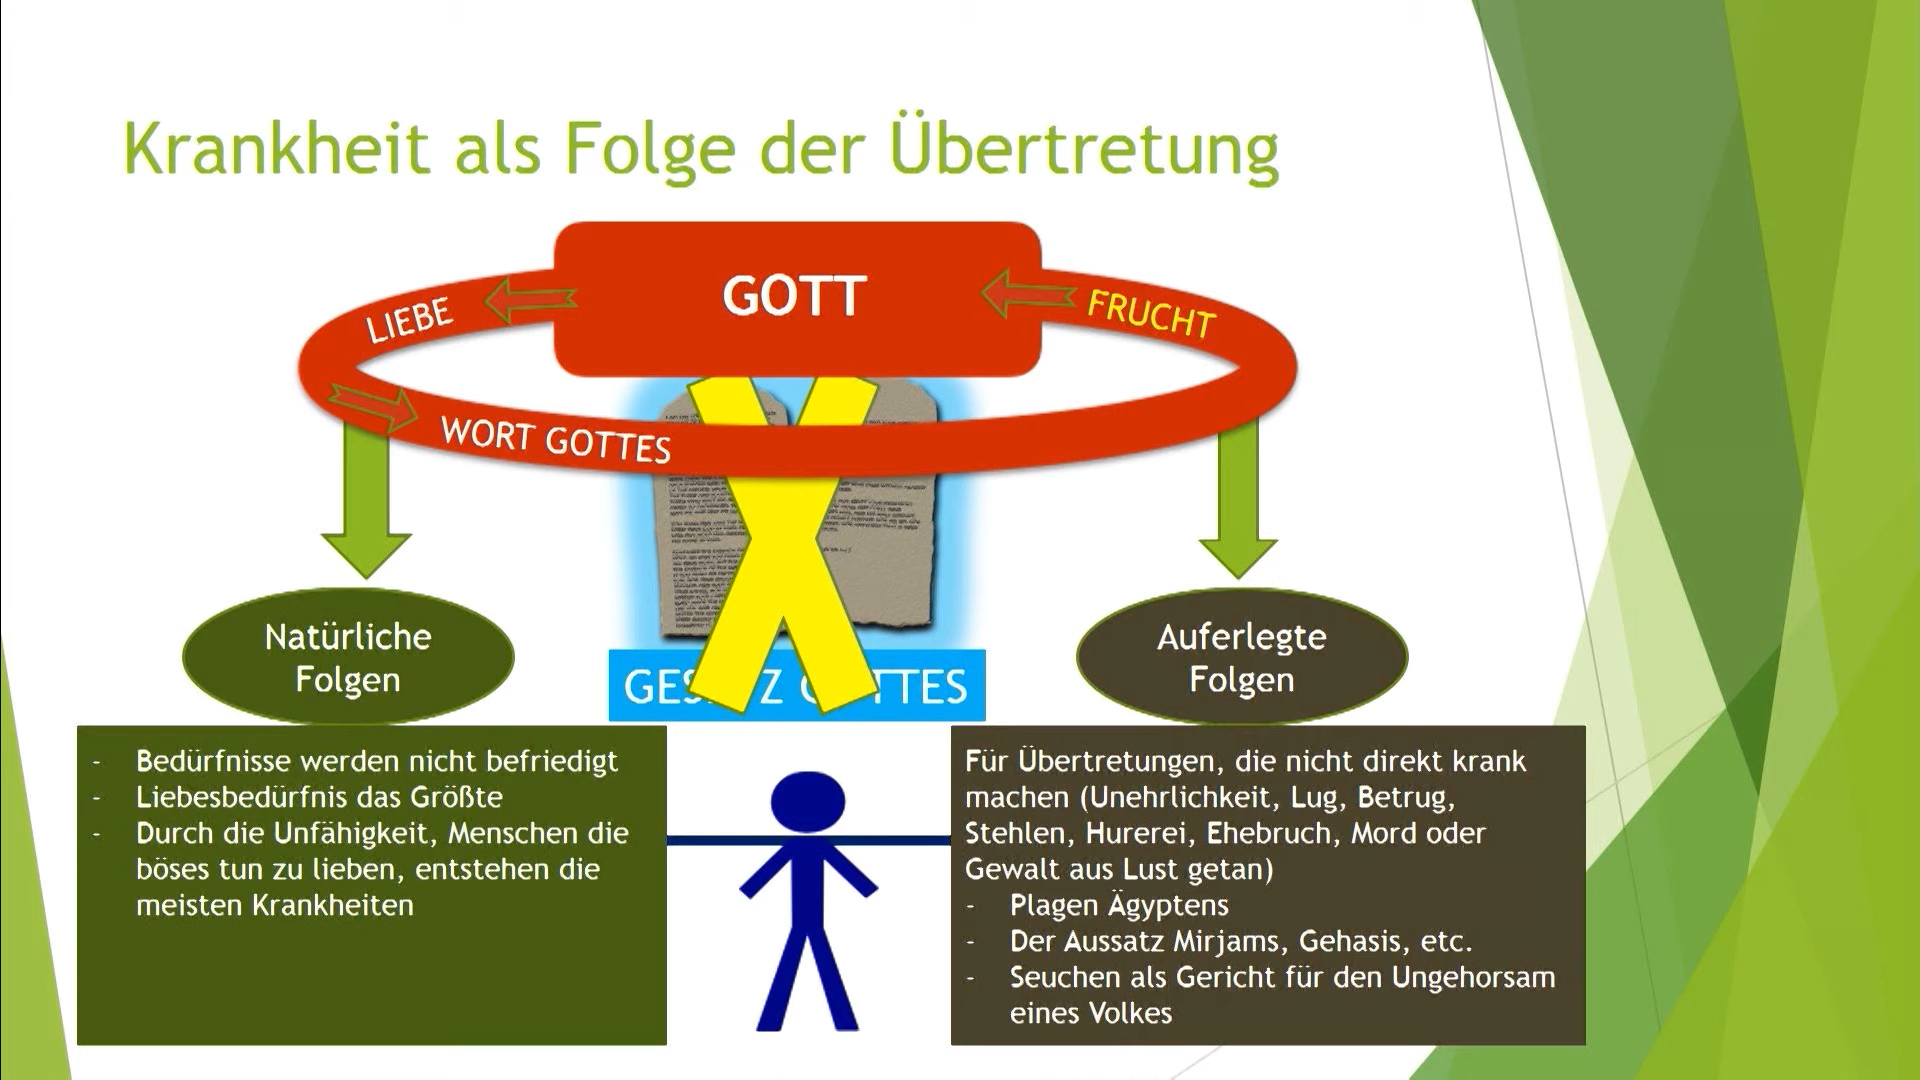 Krankheit als Folge der Übertretung
GOTT
LIEBE
FRUCHT
WORT GOTTES
Natürliche
Folgen
Auferlegte
Folgen
- Bedürfnisse werden nicht befriedigt
- Liebesbedürfnis das Größte
- Durch die Unfähigkeit, Menschen die
böses tun zu lieben, entstehen die
meisten Krankheiten
Für Übertretungen, die nicht direkt krank
machen (Unehrlichkeit, Lug, Betrug,
Stehlen, Hurerei, Ehebruch, Mord oder
Gewalt aus Lust getan)
- Plagen Ägyptens
- Der Aussatz Mirjams, Gehasis, etc.
- Seuchen als Gericht für den Ungehorsam
eines Volkes